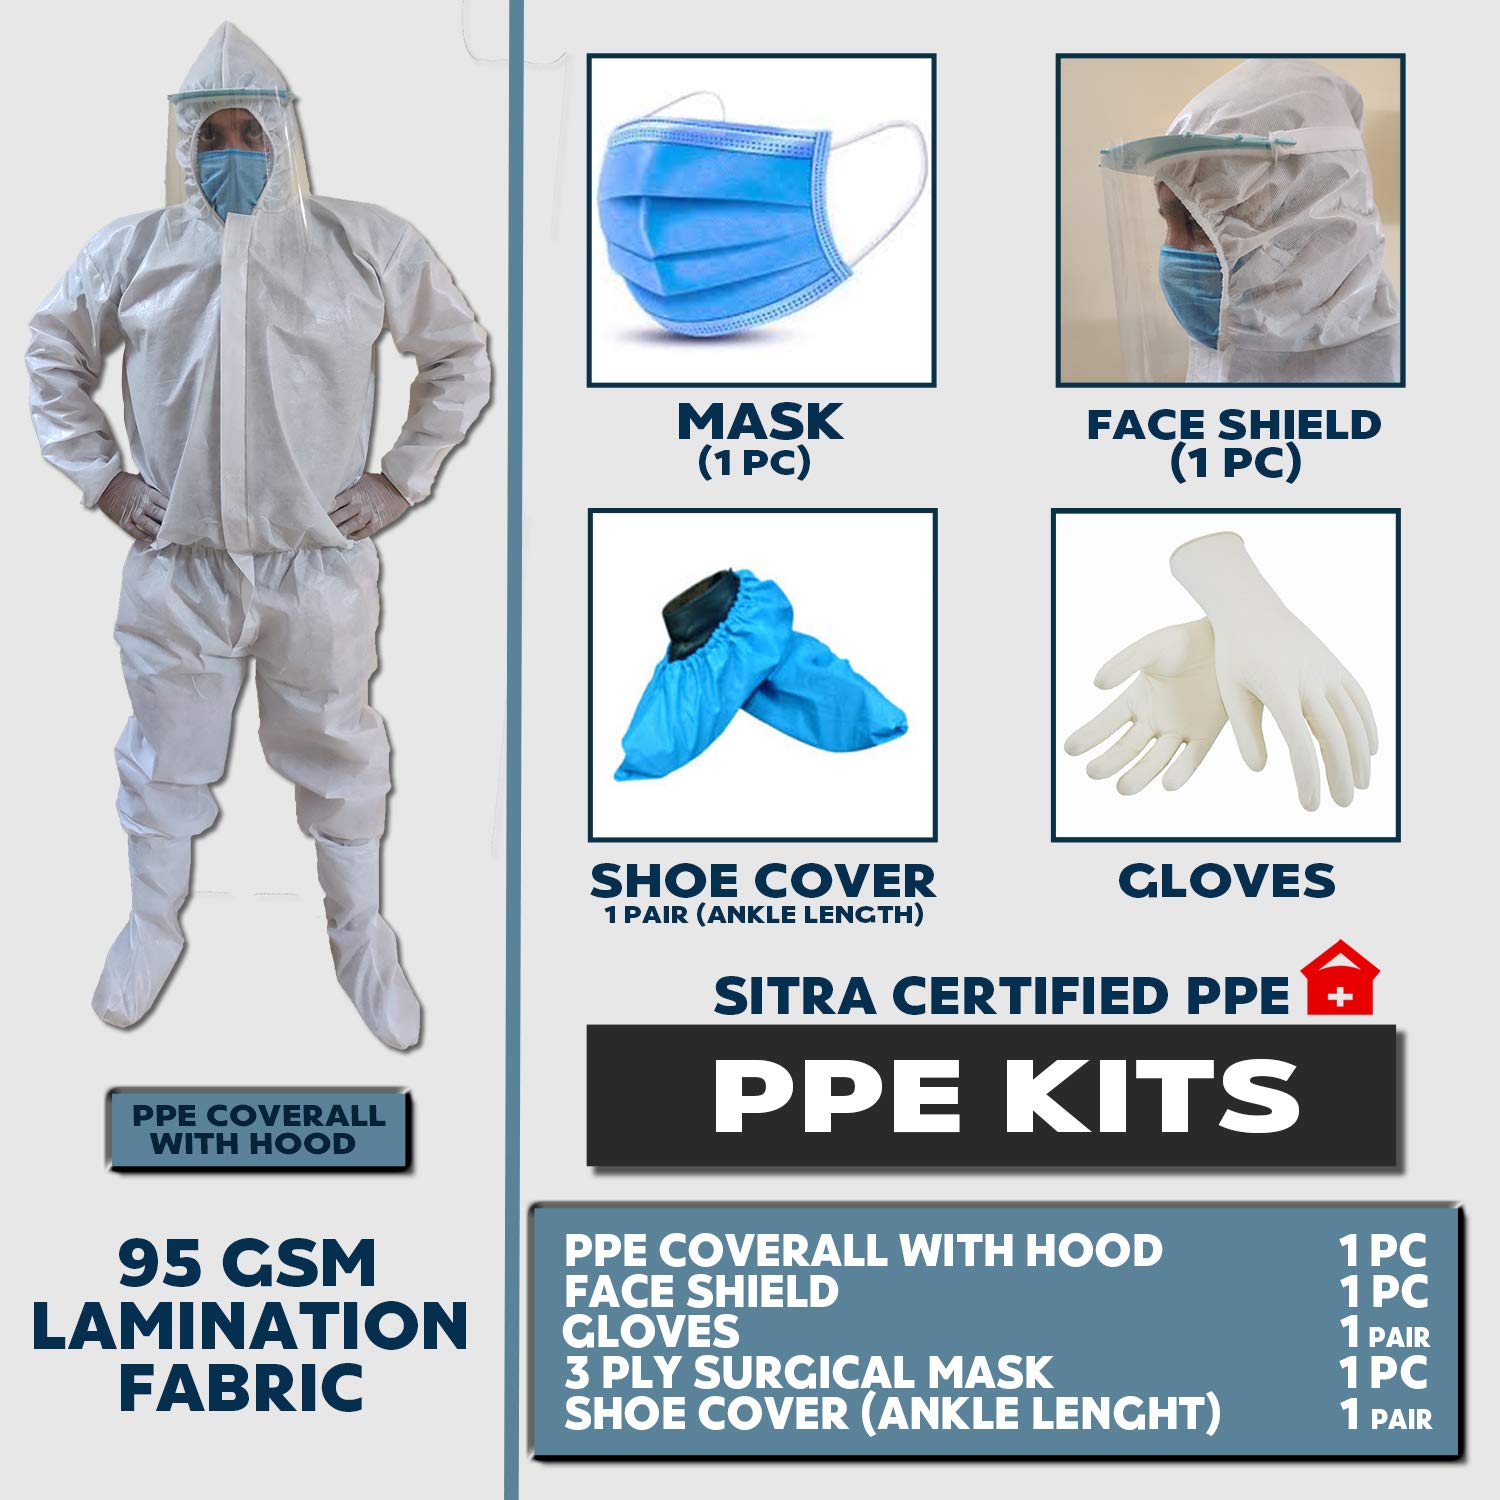 MASK
(1 PC)
FACE SHIELD
(1 PC)
SHOE COVER
1 PAIR (ANKLE LENGTH)
GLOVES
SITRA CERTIFIED PPE
PPE KITS
PPE COVERALL
WITH HOOD
95 GSM
LAMINATION
FABRIC
PPE COVERALL WITH HOOD 1 PC
FACE SHIELD 1 PC
GLOVES 1 PAIR
3 PLY SURGICAL MASK 1 PC
SHOE COVER (ANKLE LENGHT) 1 PAIR